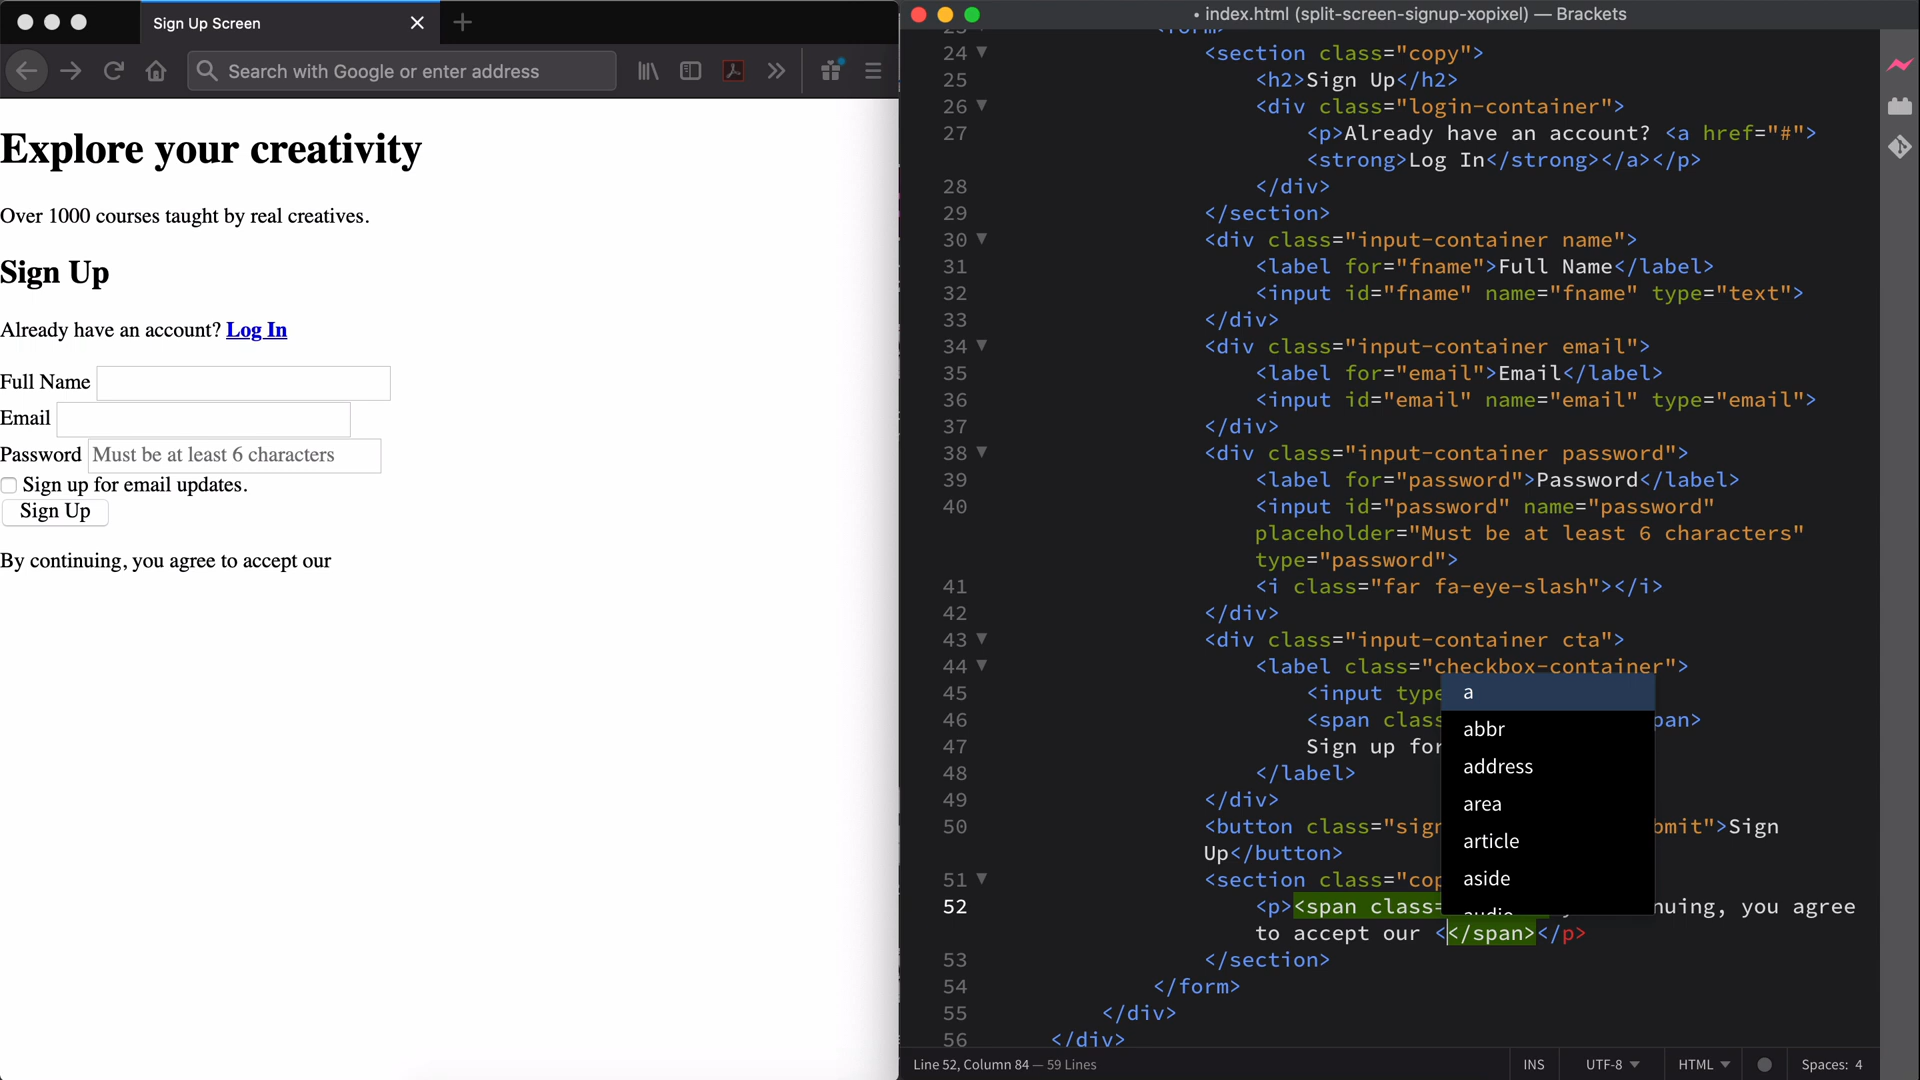 Sign Up Screen
Search with Google or enter address
Explore your creativity
Over 1000 courses taught by real creatives.
Sign Up
Already have an account? Log In
Full Name
Email
Password Must be at least 6 characters
Sign up for email updates.
Sign Up
By continuing, you agree to accept our
• index.html (split-screen-signup-xopixel) — Brackets
24 <section class="copy">
25 <h2>Sign Up</h2>
26 <div class="login-container">
27 <p>Already have an account? <a href="#">
<strong>Log In</strong></a></p>
28 </div>
29 </section>
30 <div class="input-container name">
31 <label for="fname">Full Name</label>
32 <input id="fname" name="fname" type="text">
33 </div>
34 <div class="input-container email">
35 <label for="email">Email</label>
36 <input id="email" name="email" type="email">
37 </div>
38 <div class="input-container password">
39 <label for="password">Password</label>
40 <input id="password" name="password"
placeholder="Must be at least 6 characters"
type="password">
41 <i class="far fa-eye-slash"></i>
42 </div>
43 <div class="input-container cta">
44 <label class="checkbox-container">
45 <input type
46 <span class pan>
47 Sign up for
48 </label>
49 </div>
50 <button class="sign bmit">Sign
Up</button>
51 <section class="cop
52 <p><span class= nuing, you agree
to accept our <</span></p>
53 </section>
54 </form>
55 </div>
56 </div>
a
abbr
address
area
article
aside
Line 52, Column 84 — 59 Lines
INS
UTF-8
HTML
Spaces: 4